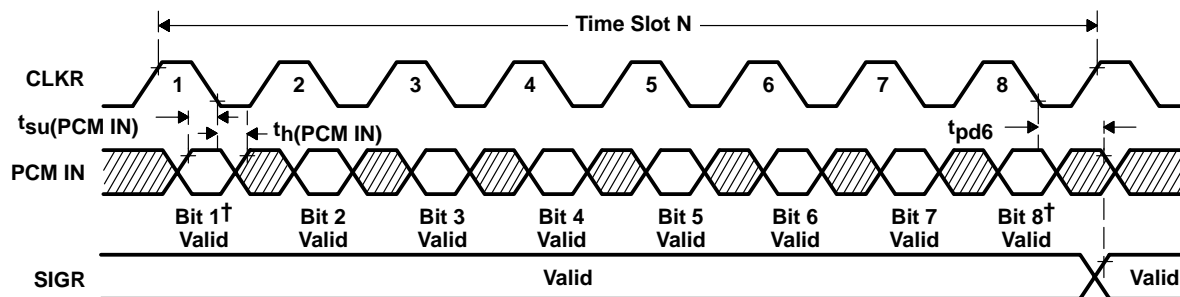 Time Slot N
CLKR
1 2 3 4 5 6 7 8
tsu(PCM IN)
th(PCM IN)
tpd6
PCM IN
Bit 1† Bit 2 Bit 3 Bit 4 Bit 5 Bit 6 Bit 7 Bit 8†
Valid Valid Valid Valid Valid Valid Valid Valid
SIGR
Valid Valid